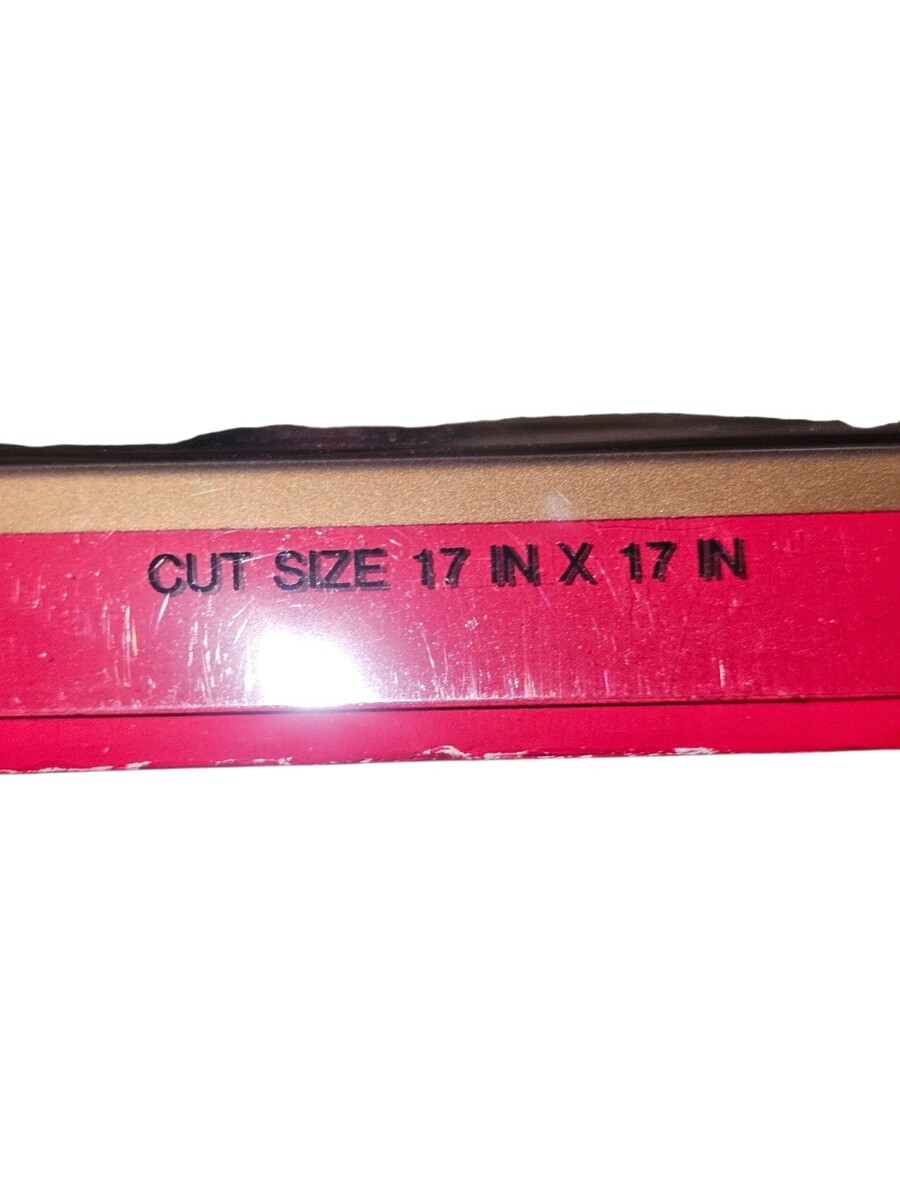 CUT SIZE 17 IN X 17 IN